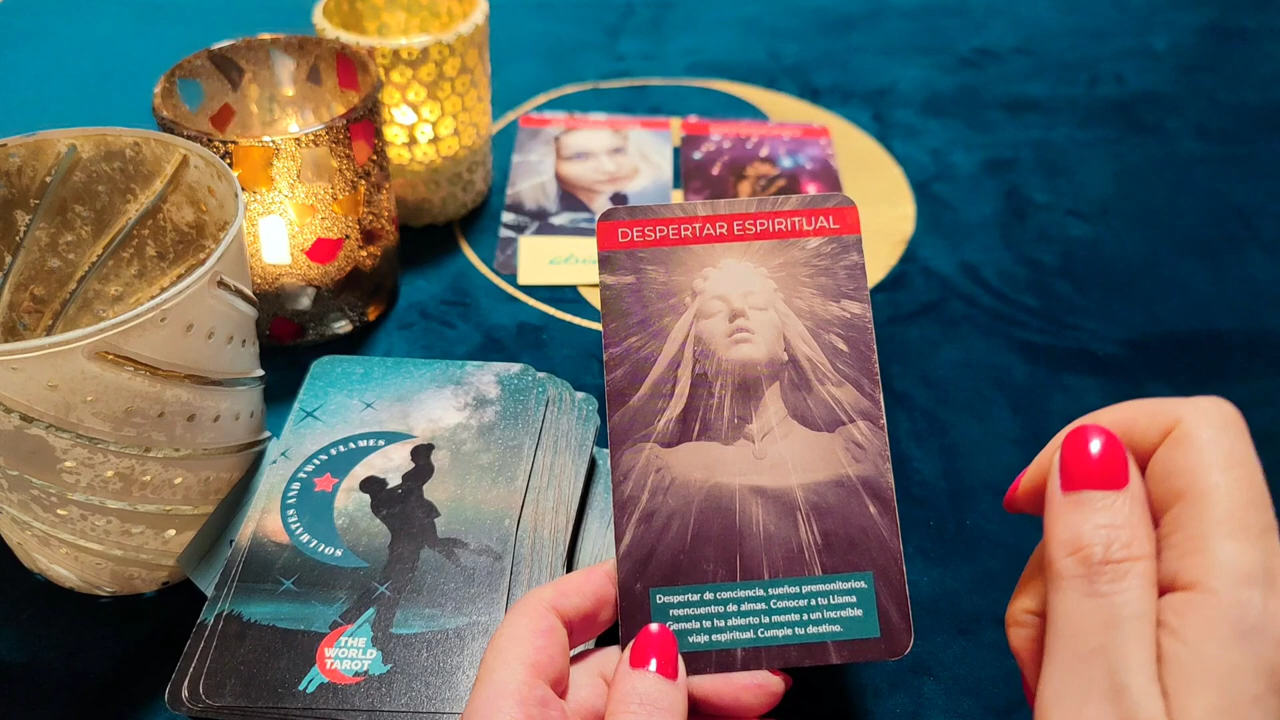 DESPERTAR ESPIRITUAL
Despertar de conciencia, sueños premonitorios,
reencuentro de almas. Conocer a tu Llama
Gemela te ha abierto la mente a un increíble
viaje espiritual. Cumple tu destino.
SOULMATES AND TWIN FLAMES
THE
WORLD
TAROT